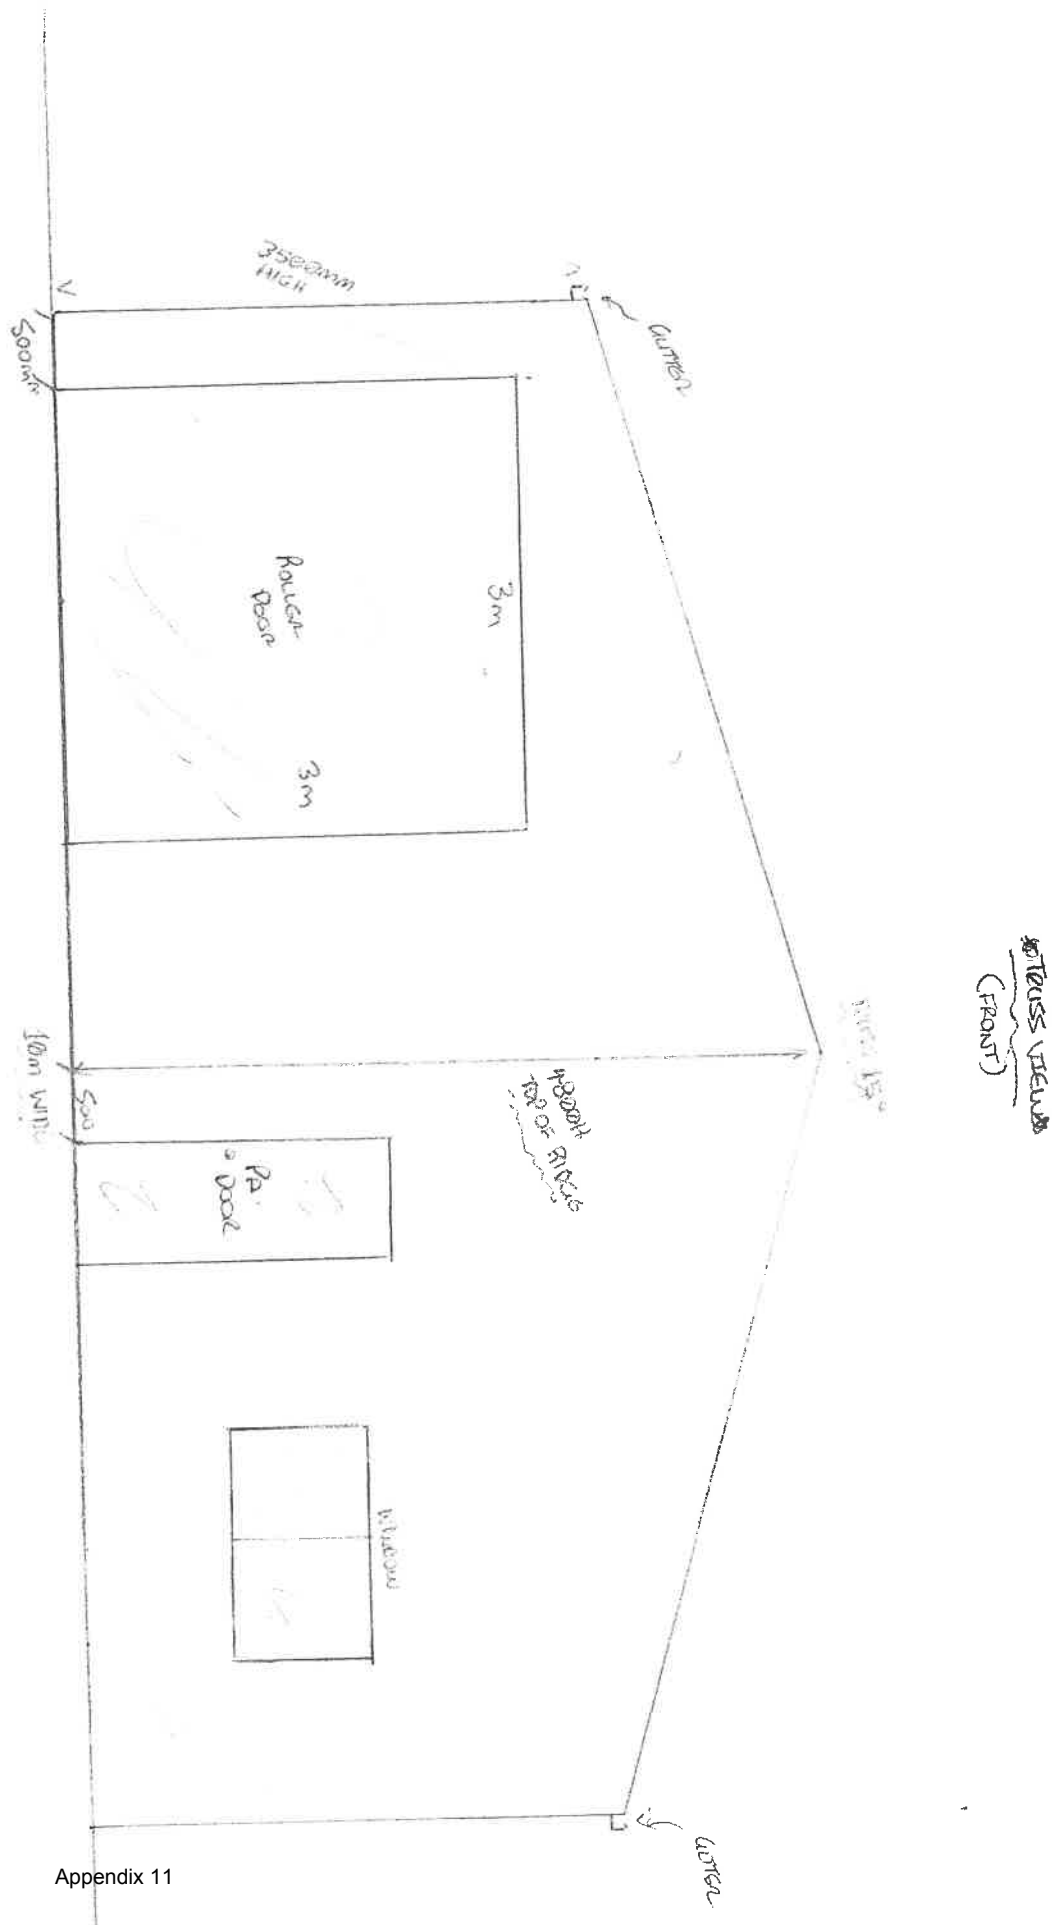 TRUSS VIEW
(FRONT)
GUTTER
3500mm
HIGH
3m
ROLLER
DOOR
3m
500mm
15°
4800H
TOP OF RIDGE
10m WIDE
500
P.A.
DOOR
WINDOW
GUTTER
Appendix 11